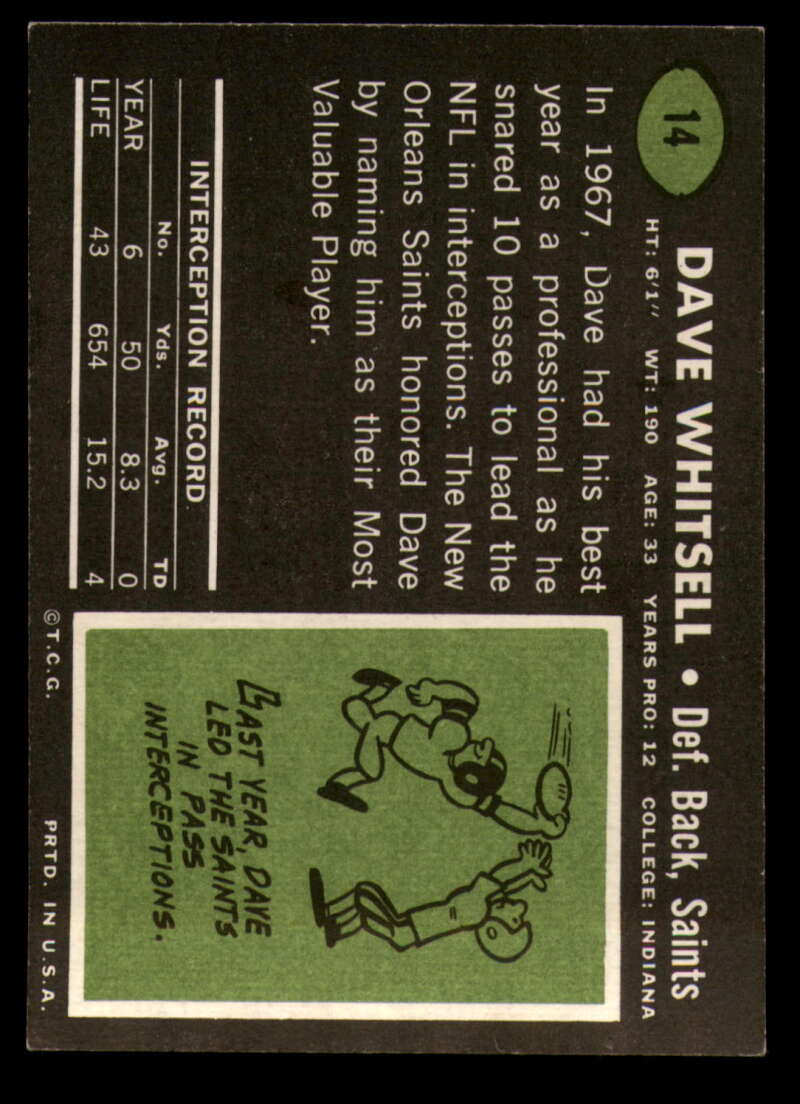 14
DAVE WHITSELL • Def. Back, Saints
HT: 6'1" WT: 190 AGE: 33 YEARS PRO: 12 COLLEGE: INDIANA
In 1967, Dave had his best
year as a professional as he
snared 10 passes to lead the
NFL in interceptions. The New
Orleans Saints honored Dave
by naming him as their Most
Valuable Player.
INTERCEPTION RECORD
No. Yds. Avg. TD
YEAR 6 50 8.3 0
LIFE 43 654 15.2 4
LAST YEAR, DAVE
LED THE SAINTS
IN PASS
INTERCEPTIONS.
©T.C.G. PRTD. IN U.S.A.